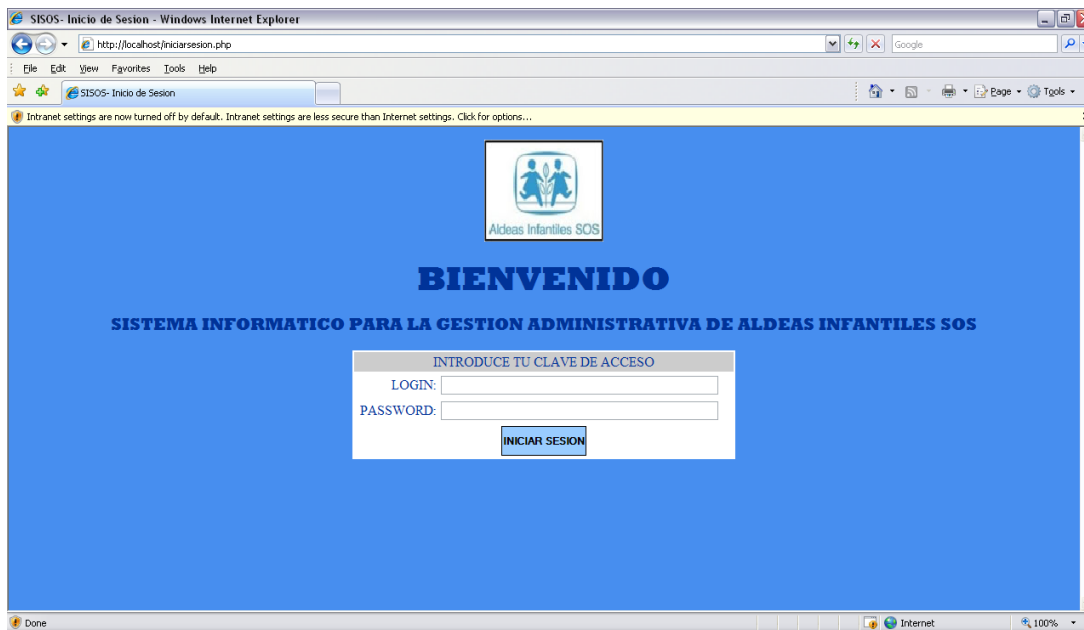 SISOS- Inicio de Sesion - Windows Internet Explorer
http://localhost/iniciarsesion.php
Google
File Edit View Favorites Tools Help
SISOS- Inicio de Sesion
Page Tools
Intranet settings are now turned off by default. Intranet settings are less secure than Internet settings. Click for options...
Aldeas Infantiles SOS
BIENVENIDO
SISTEMA INFORMATICO PARA LA GESTION ADMINISTRATIVA DE ALDEAS INFANTILES SOS
INTRODUCE TU CLAVE DE ACCESO
LOGIN:
PASSWORD:
INICIAR SESION
Done Internet 100%